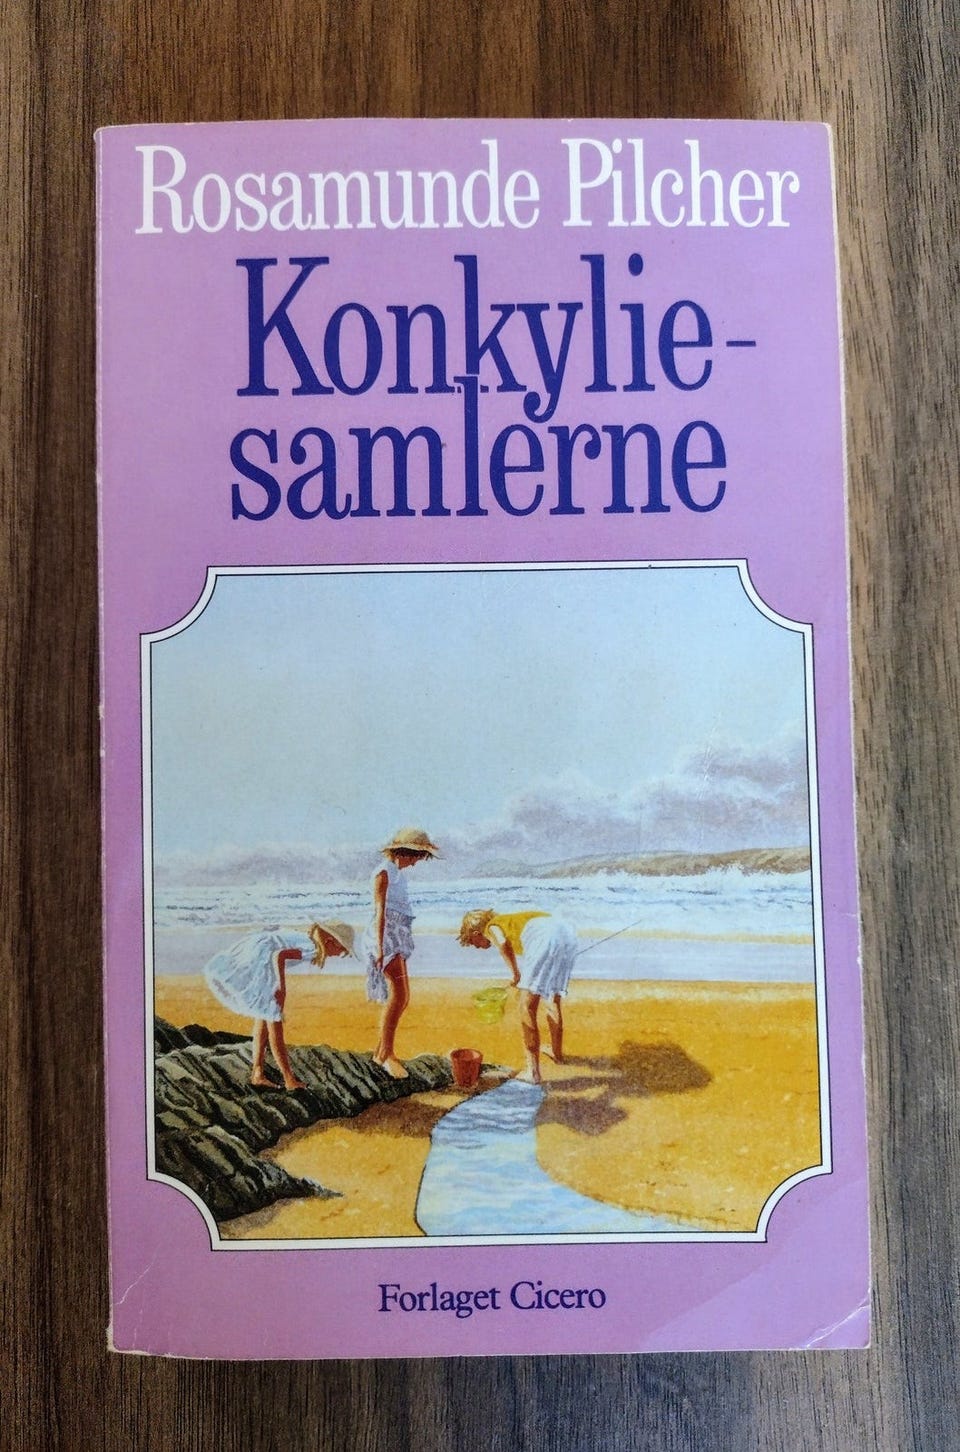 Rosamunde Pilcher
Konkylie-
samlerne
Forlaget Cicero